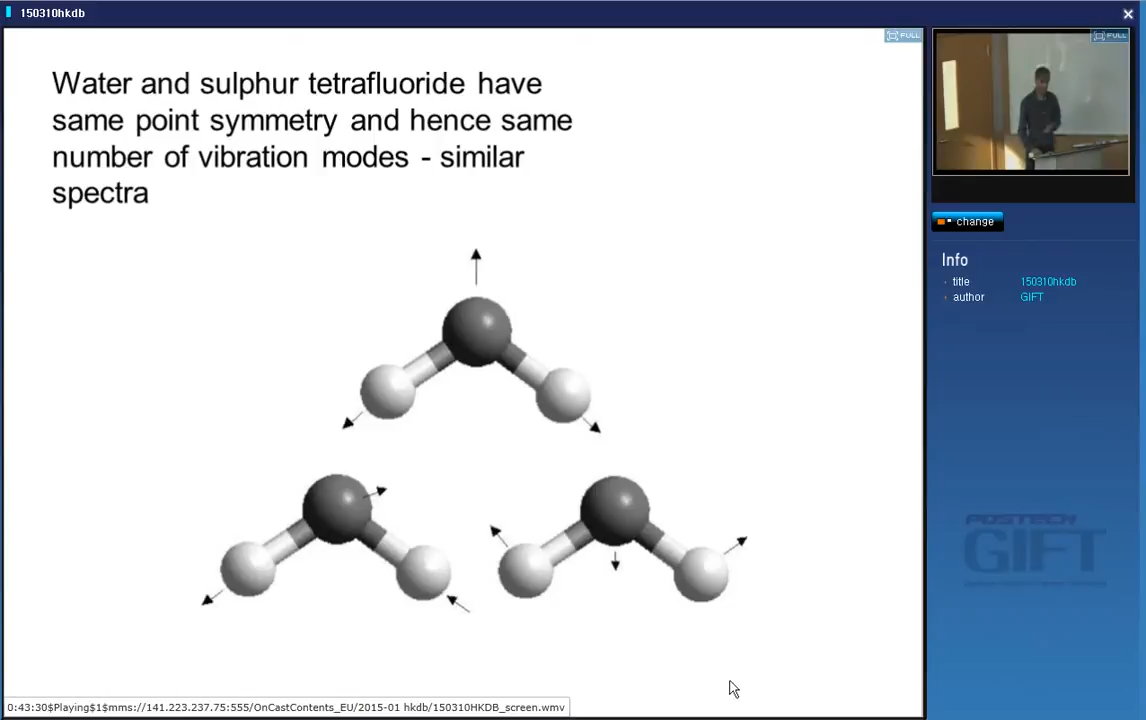 150310hkdb
FULL
FULL
Water and sulphur tetrafluoride have
same point symmetry and hence same
number of vibration modes - similar
spectra
change
Info
title 150310hkdb
author GIFT
POSTECH
GIFT
0:43:30$Playing$1$mms://141.223.237.75:555/OnCastContents_EU/2015-01 hkdb/150310HKDB_screen.wmv